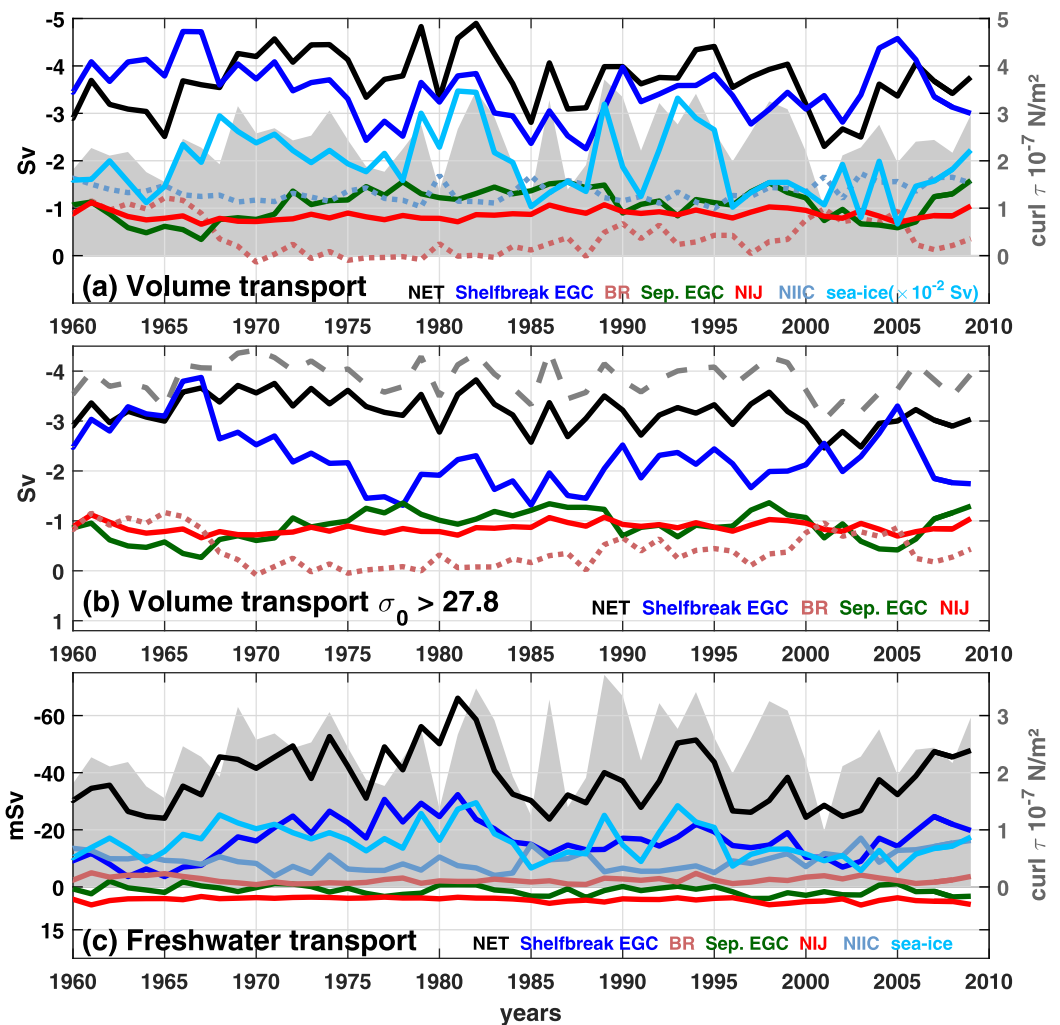 -5
-4
-3
-2
-1
0
Sv
5
4
3
2
1
0
curl τ 10⁻⁷ N/m²
(a) Volume transport
NET Shelfbreak EGC BR Sep. EGC NIJ NIIC sea-ice(×10⁻² Sv)
1960 1965 1970 1975 1980 1985 1990 1995 2000 2005 2010
-4
-3
-2
-1
0
1
Sv
(b) Volume transport σ₀ > 27.8
NET Shelfbreak EGC BR Sep. EGC NIJ
1960 1965 1970 1975 1980 1985 1990 1995 2000 2005 2010
-60
-40
-20
0
15
mSv
3
2
1
0
curl τ 10⁻⁷ N/m²
(c) Freshwater transport
NET Shelfbreak EGC BR Sep. EGC NIJ NIIC sea-ice
1960 1965 1970 1975 1980 1985 1990 1995 2000 2005 2010
years